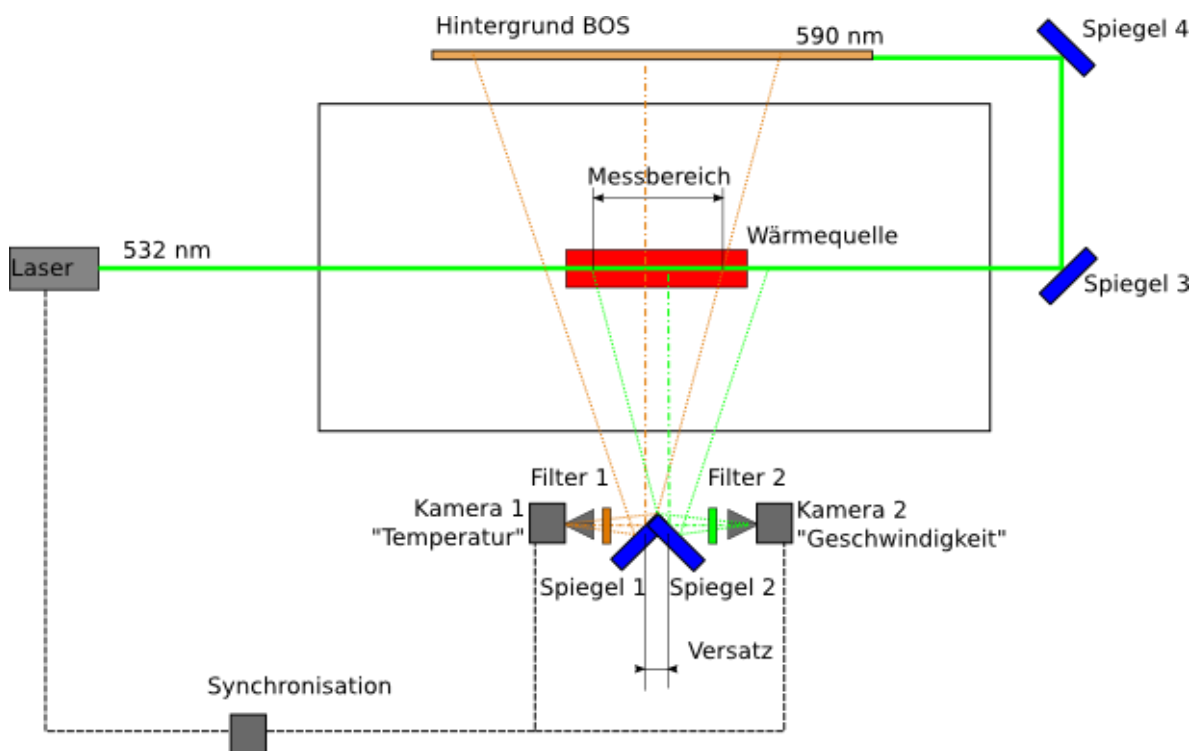 Hintergrund BOS
590 nm
Spiegel 4
Messbereich
Wärmequelle
532 nm
Laser
Spiegel 3
Filter 1
Filter 2
Kamera 1
"Temperatur"
Kamera 2
"Geschwindigkeit"
Spiegel 1
Spiegel 2
Versatz
Synchronisation